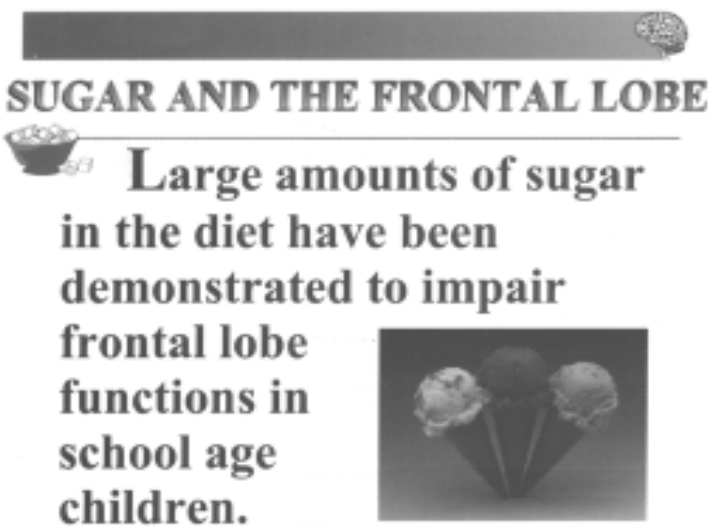 SUGAR AND THE FRONTAL LOBE
Large amounts of sugar
in the diet have been
demonstrated to impair
frontal lobe
functions in
school age
children.